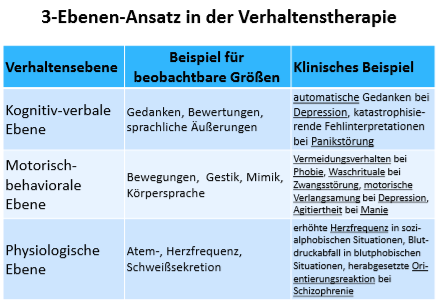 3-Ebenen-Ansatz in der Verhaltenstherapie
Verhaltensebene
Beispiel für
beobachtbare Größen
Klinisches Beispiel
Kognitiv-verbale
Ebene
Gedanken, Bewertungen,
sprachliche Äußerungen
automatische Gedanken bei
Depression, katastrophisie-
rende Fehlinterpretationen
bei Panikstörung
Motorisch-
behaviorale
Ebene
Bewegungen, Gestik, Mimik,
Körpersprache
Vermeidungsverhalten bei
Phobie, Waschrituale bei
Zwangsstörung, motorische
Verlangsamung bei Depression,
Agitiertheit bei Manie
Physiologische
Ebene
Atem-, Herzfrequenz,
Schweißsekretion
erhöhte Herzfrequenz in sozi-
alphobischen Situationen, Blut-
druckabfall in blutphobischen
Situationen, herabgesetzte Ori-
entierungsreaktion bei
Schizophrenie